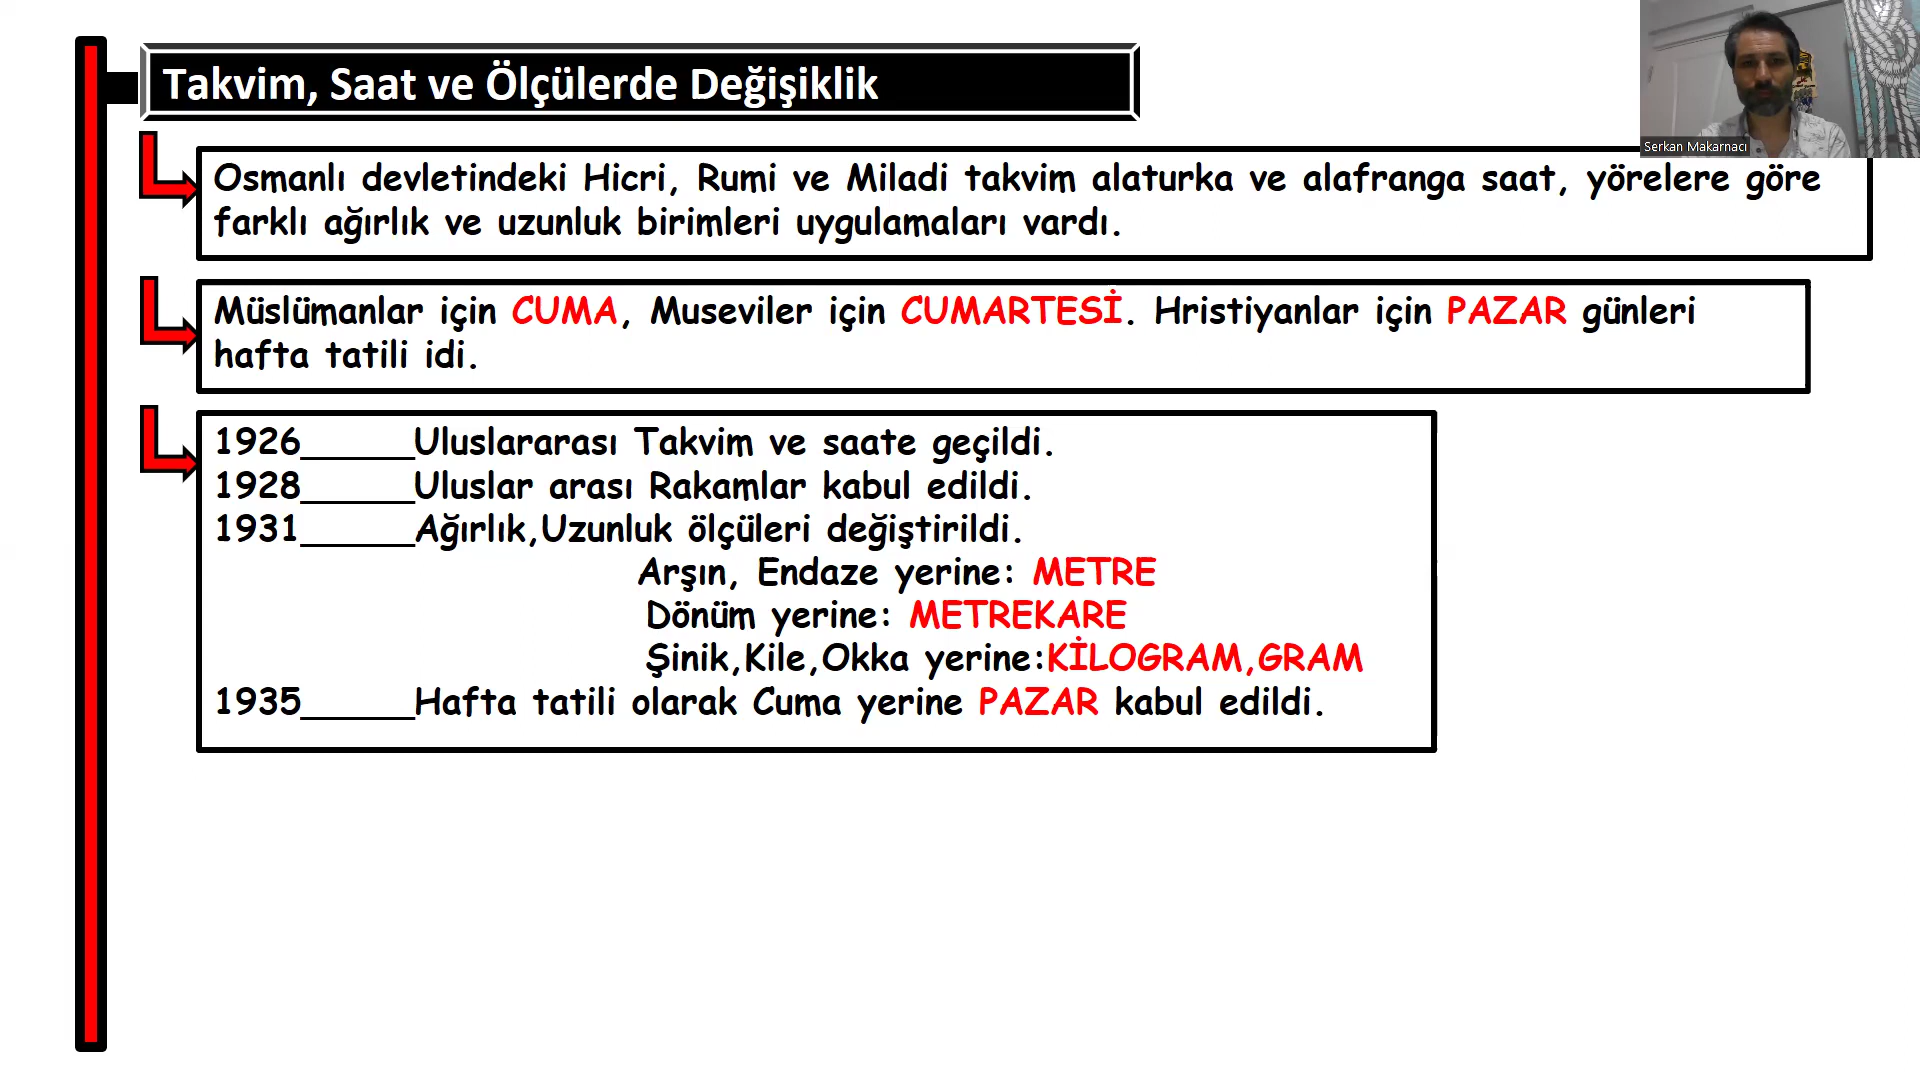 Takvim, Saat ve Ölçülerde Değişiklik
Serkan Makarnacı
Osmanlı devletindeki Hicri, Rumi ve Miladi takvim alaturka ve alafranga saat, yörelere göre
farklı ağırlık ve uzunluk birimleri uygulamaları vardı.
Müslümanlar için CUMA, Museviler için CUMARTESİ. Hristiyanlar için PAZAR günleri
hafta tatili idi.
1926______Uluslararası Takvim ve saate geçildi.
1928______Uluslar arası Rakamlar kabul edildi.
1931______Ağırlık,Uzunluk ölçüleri değiştirildi.
Arşın, Endaze yerine: METRE
Dönüm yerine: METREKARE
Şinik,Kile,Okka yerine:KİLOGRAM,GRAM
1935______Hafta tatili olarak Cuma yerine PAZAR kabul edildi.